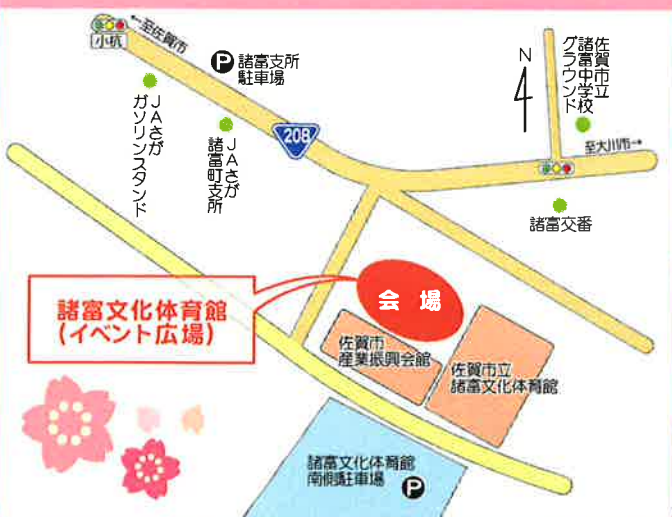 ←至佐賀市
小杭
P
諸富支所
駐車場
JAさが
ガソリンスタンド
JAさが
諸富町支所
208
N
佐賀市立
諸富中学校
グラウンド
至大川市→
諸富交番
会場
諸富文化体育館
(イベント広場)
佐賀市
産業振興会館
佐賀市立
諸富文化体育館
諸富文化体育館
南側駐車場 P